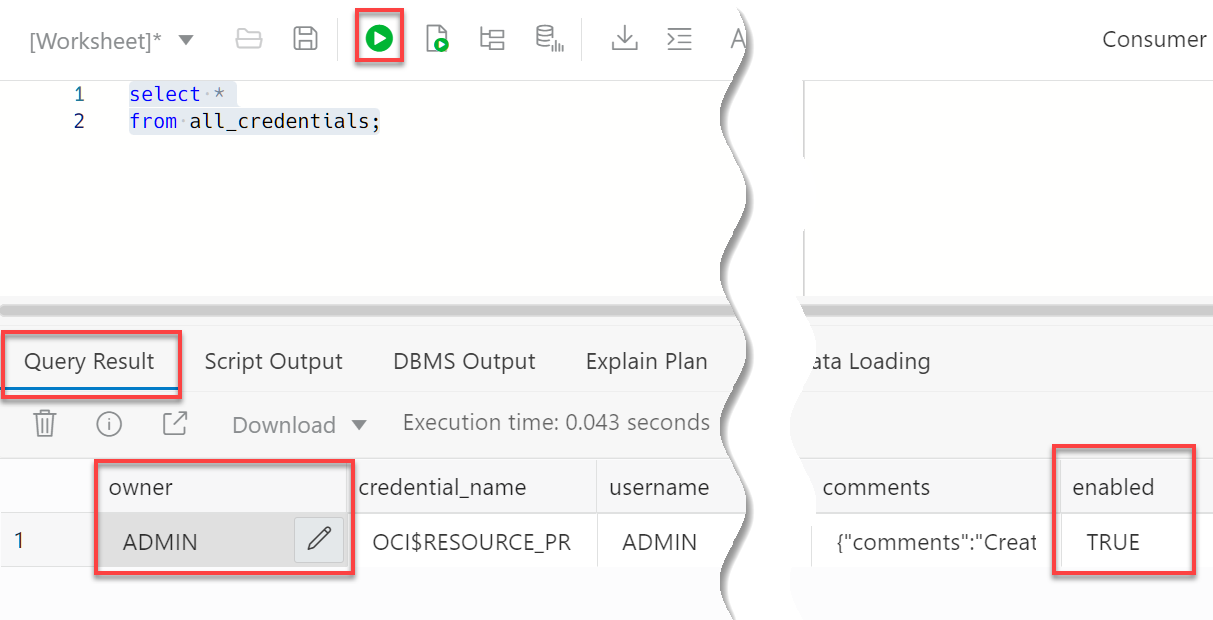 [Worksheet]*
Consumer
1 select *
2 from all_credentials;
Query Result Script Output DBMS Output Explain Plan ata Loading
Download Execution time: 0.043 seconds
owner credential_name username comments enabled
1 ADMIN OCI$RESOURCE_PR ADMIN {"comments":"Creat TRUE